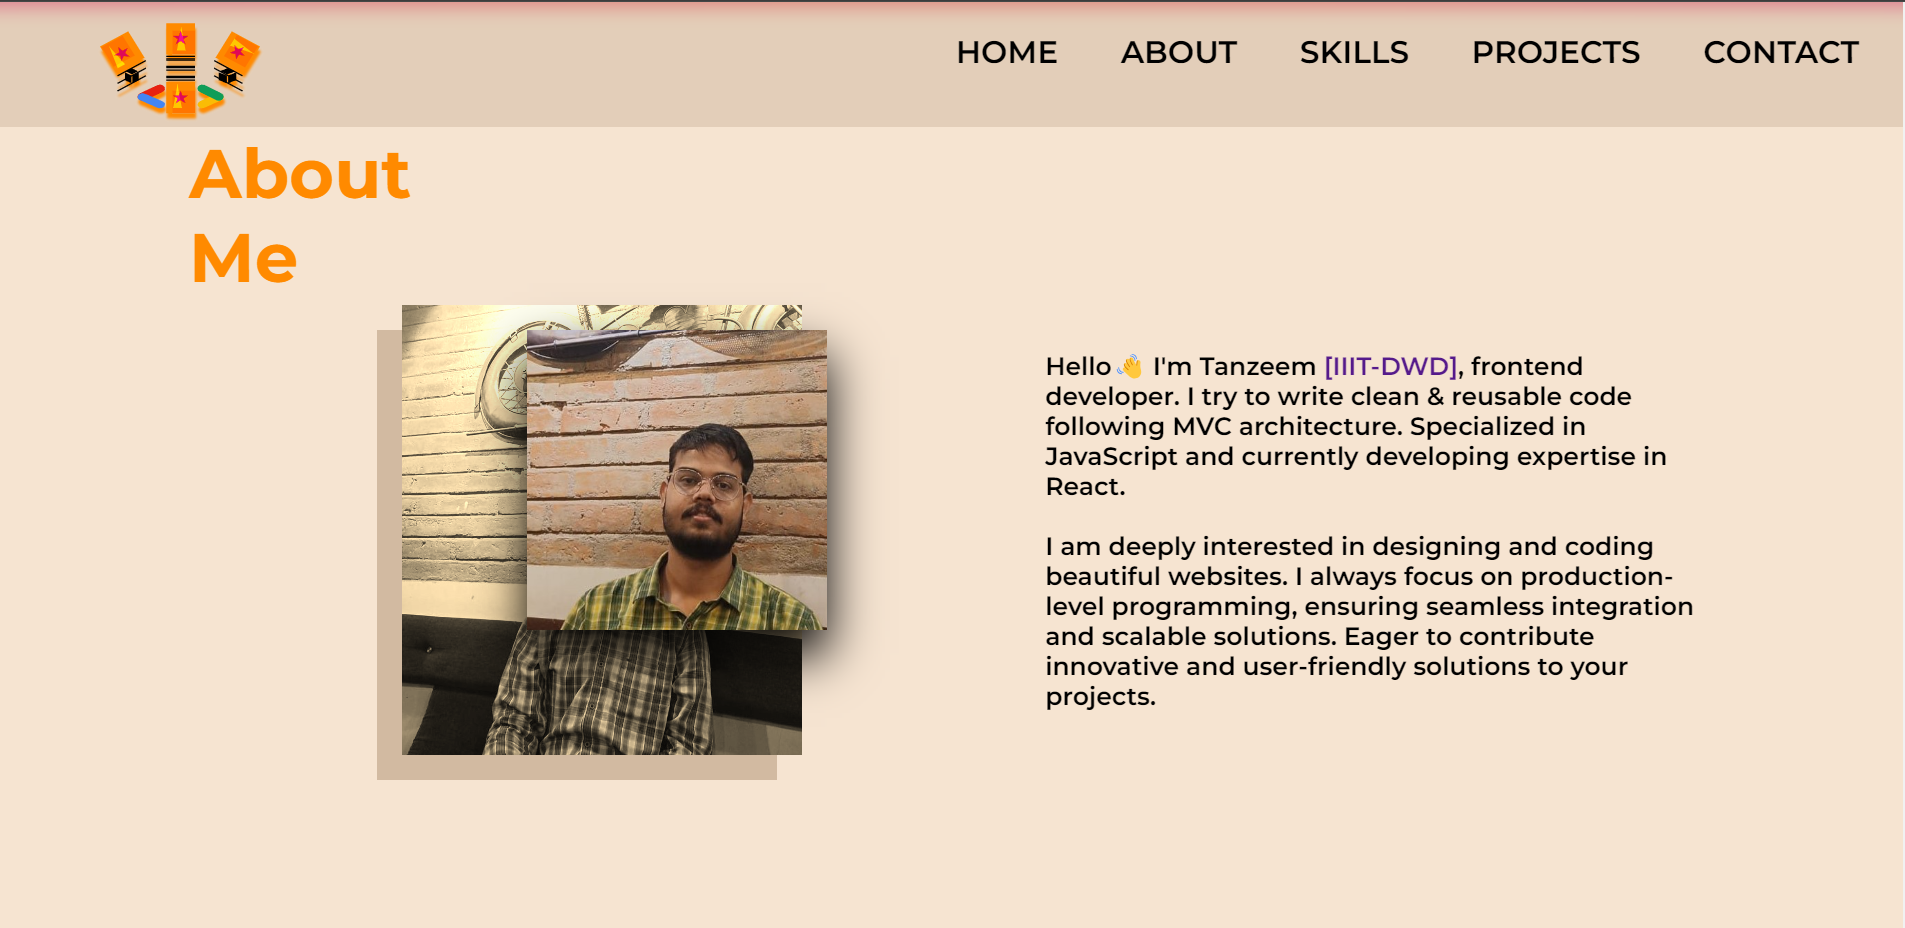 HOME ABOUT SKILLS PROJECTS CONTACT
About
Me
Hello 👋 I'm Tanzeem [IIIT-DWD], frontend
developer. I try to write clean & reusable code
following MVC architecture. Specialized in
JavaScript and currently developing expertise in
React.
I am deeply interested in designing and coding
beautiful websites. I always focus on production-
level programming, ensuring seamless integration
and scalable solutions. Eager to contribute
innovative and user-friendly solutions to your
projects.